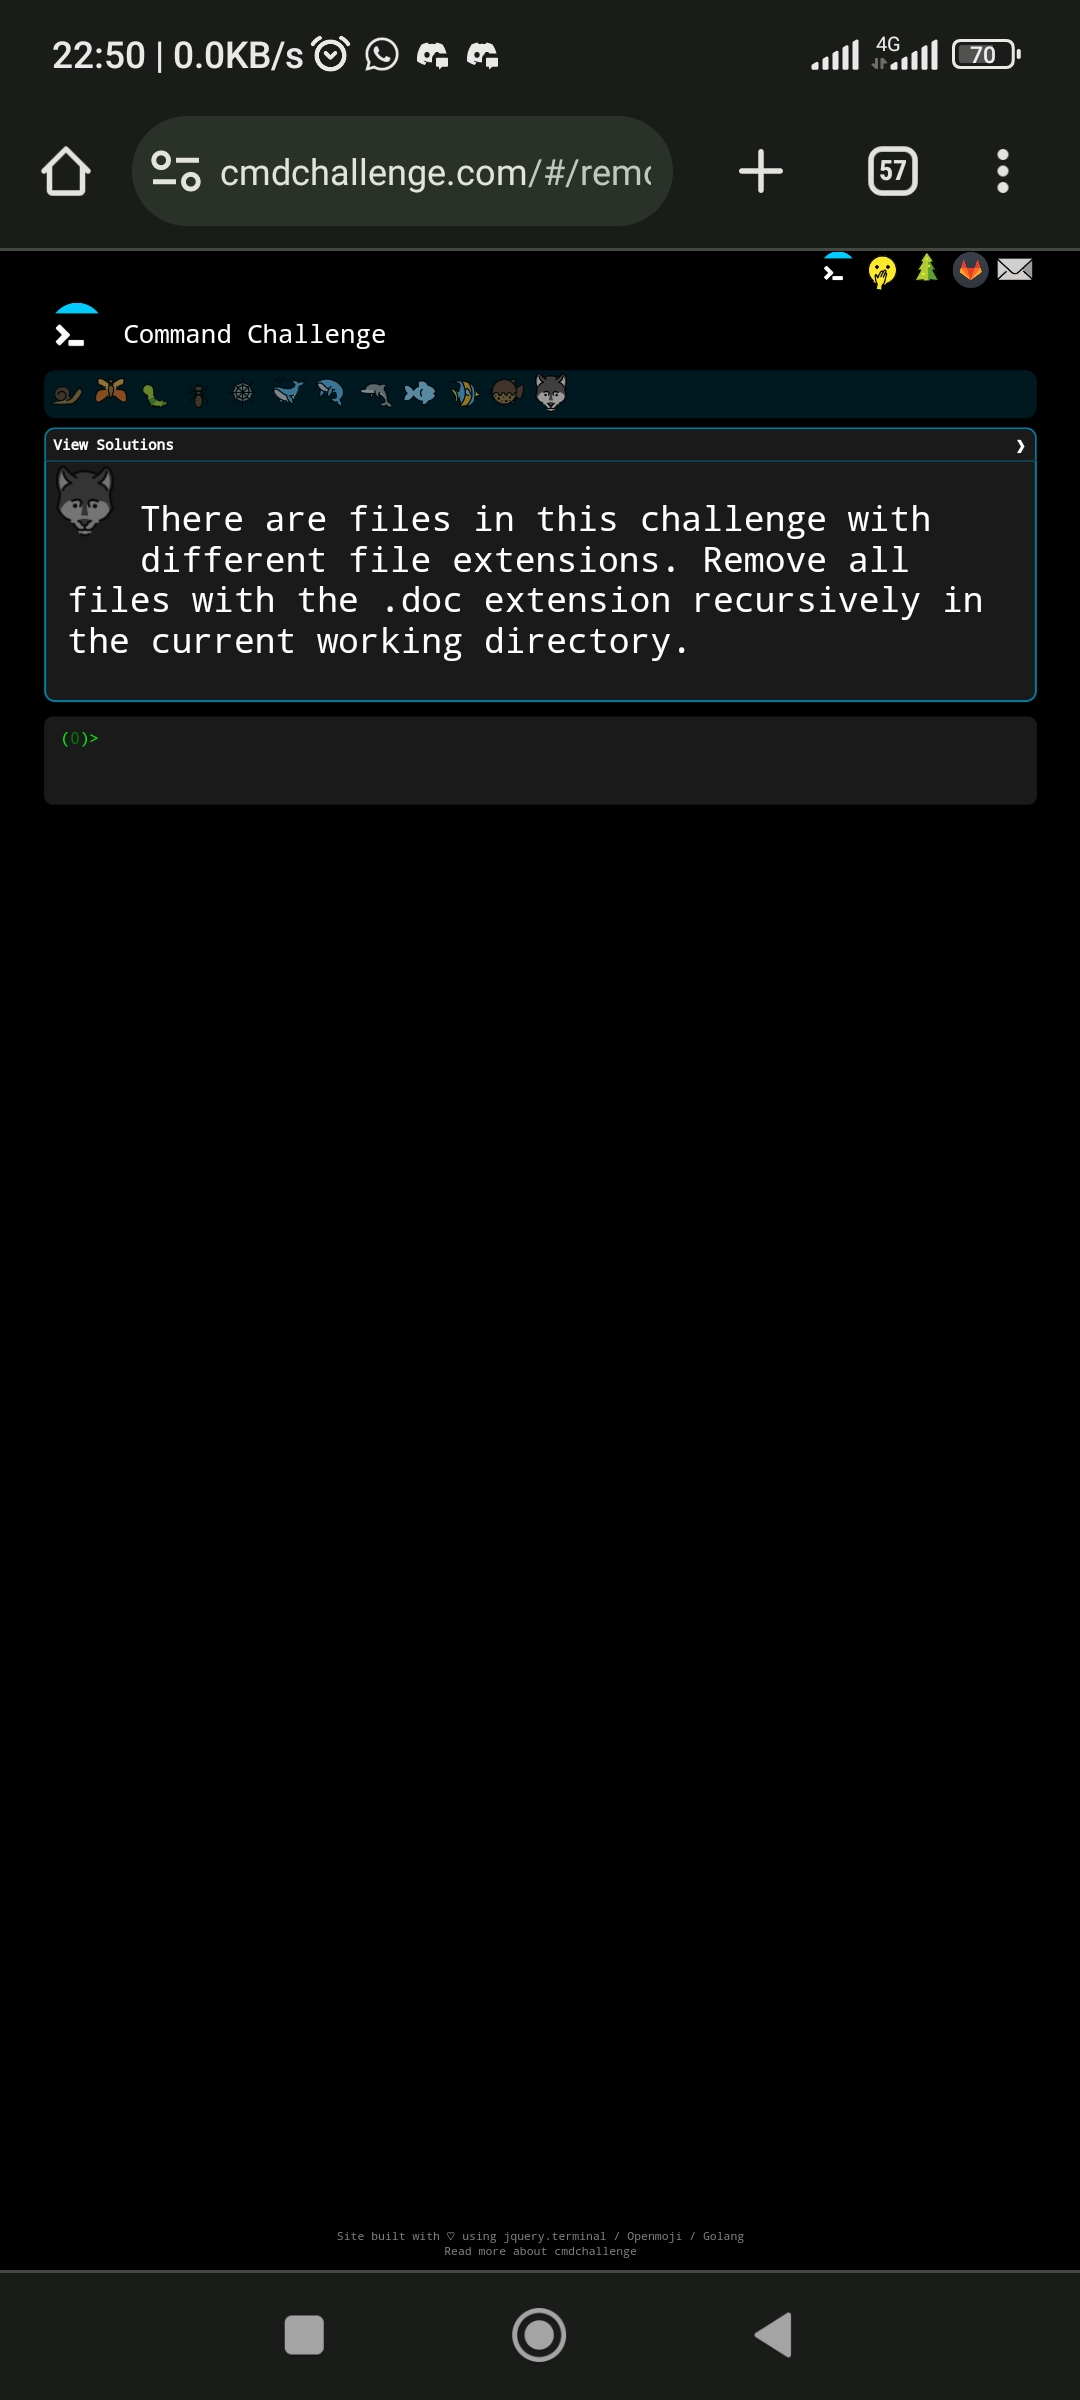 22:50 | 0.0KB/s
4G
70
cmdchallenge.com/#/remo
57
Command Challenge
View Solutions
There are files in this challenge with
different file extensions. Remove all
files with the .doc extension recursively in
the current working directory.
(0)>
Site built with ♡ using jquery.terminal / Openmoji / Golang
Read more about cmdchallenge